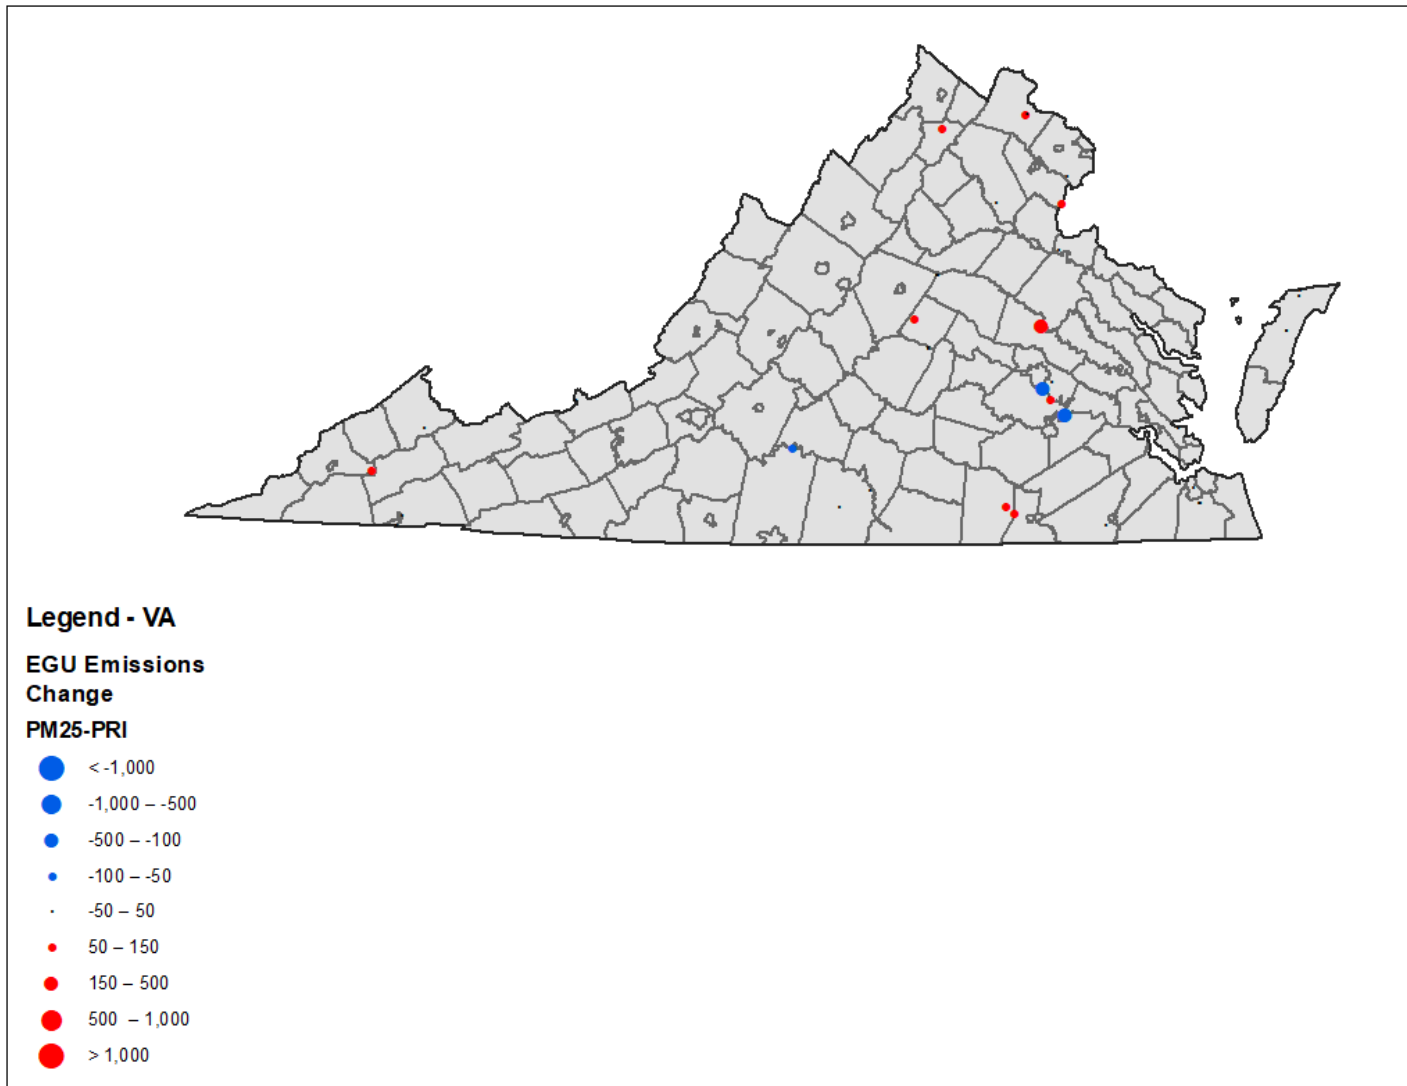 Legend - VA
EGU Emissions
Change
PM25-PRI
< -1,000
-1,000 – -500
-500 – -100
-100 – -50
-50 – 50
50 – 150
150 – 500
500 – 1,000
> 1,000